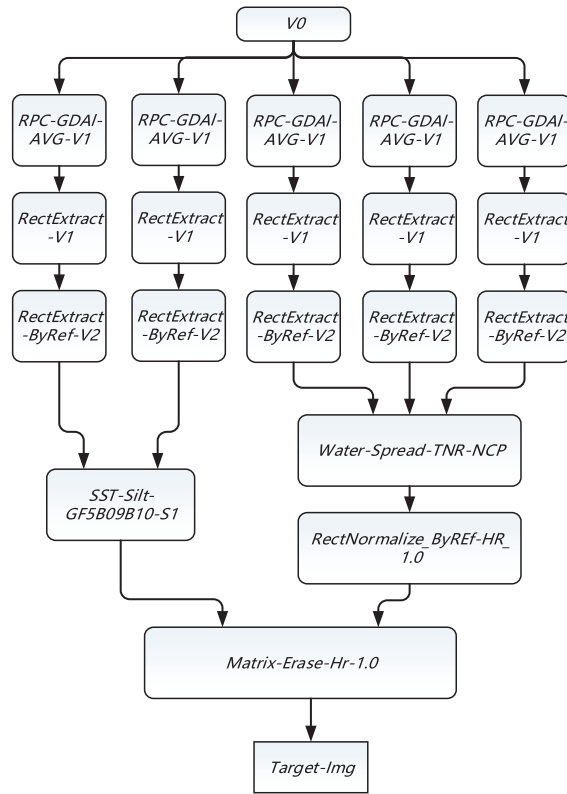 V0
RPC-GDAl-
AVG-V1
RPC-GDAl-
AVG-V1
RPC-GDAl-
AVG-V1
RPC-GDAl-
AVG-V1
RPC-GDAl-
AVG-V1
RectExtract
-V1
RectExtract
-V1
RectExtract
-V1
RectExtract
-V1
RectExtract
-V1
RectExtract
-ByRef-V2
RectExtract
-ByRef-V2
RectExtract
-ByRef-V2
RectExtract
-ByRef-V2
RectExtract
-ByRef-V2
Water-Spread-TNR-NCP
SST-Silt-
GF5B09B10-S1
RectNormalize_ByREf-HR_
1.0
Matrix-Erase-Hr-1.0
Target-Img